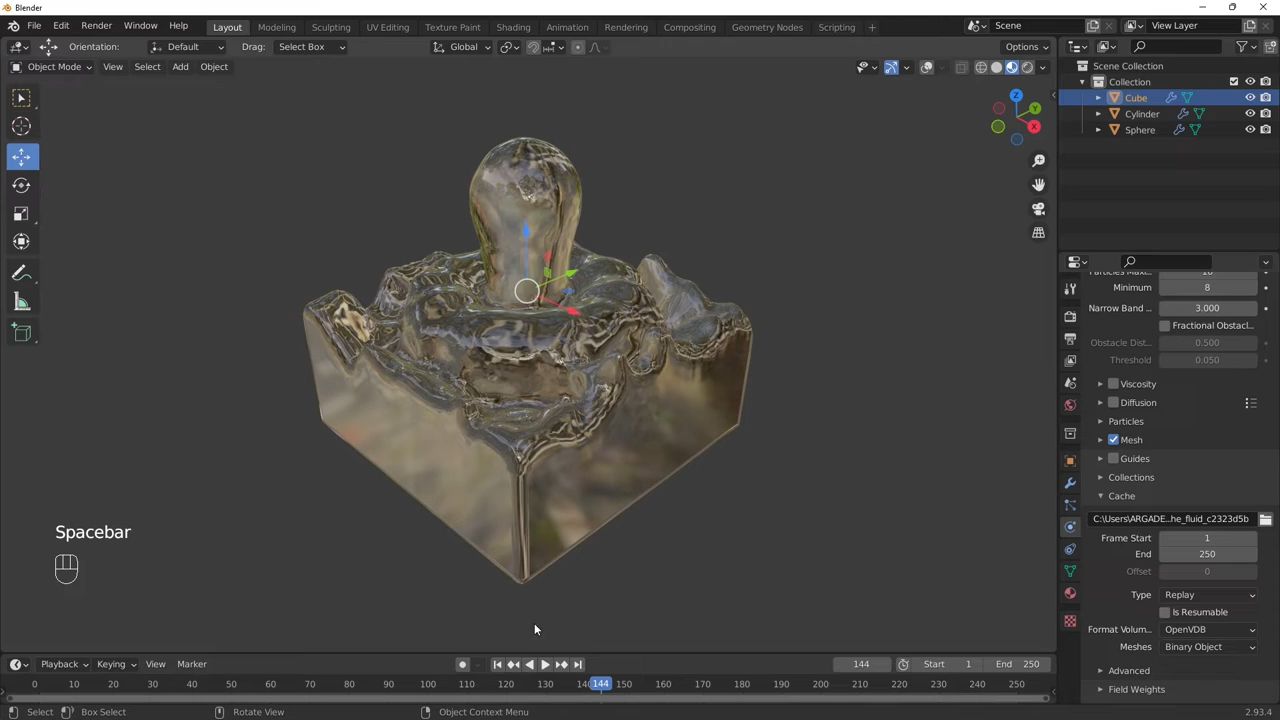 Blender
File Edit Render Window Help Layout Modeling Sculpting UV Editing Texture Paint Shading Animation Rendering Compositing Geometry Nodes Scripting + Scene View Layer
Orientation: Default Drag: Select Box Global Options
Object Mode View Select Add Object
Scene Collection
Collection
Cube
Cylinder
Sphere
Z
Y
X
Minimum 8
Narrow Band ... 3.000
Fractional Obstacl...
Obstacle Dist... 0.500
Threshold 0.050
Viscosity
Diffusion
Particles
Mesh
Guides
Collections
Cache
C:\Users\ARGADE...he_fluid_c2323d5b
Frame Start 1
End 250
Offset 0
Type Replay
Is Resumable
Format Volum... OpenVDB
Meshes Binary Object
Advanced
Field Weights
Spacebar
Playback Keying View Marker 144 Start 1 End 250
0 10 20 30 40 50 60 70 80 90 100 110 120 130 144 150 160 170 180 190 200 210 220 230 240 250
Select Box Select Rotate View Object Context Menu 2.93.4